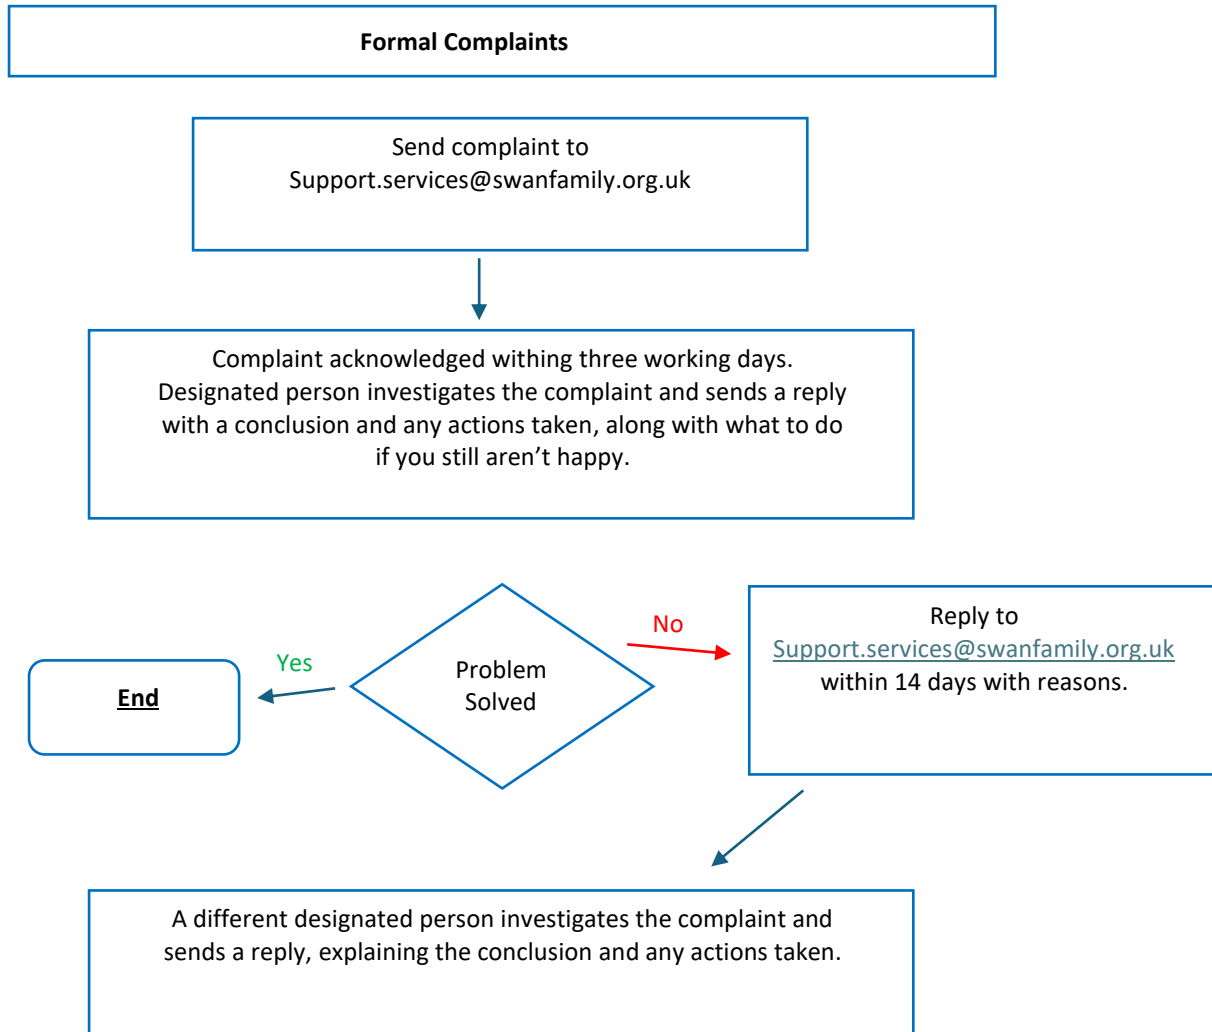 Formal Complaints
Send complaint to
Support.services@swanfamily.org.uk
Complaint acknowledged withing three working days.
Designated person investigates the complaint and sends a reply
with a conclusion and any actions taken, along with what to do
if you still aren’t happy.
Yes
End
Problem
Solved
No
Reply to
Support.services@swanfamily.org.uk
within 14 days with reasons.
A different designated person investigates the complaint and
sends a reply, explaining the conclusion and any actions taken.